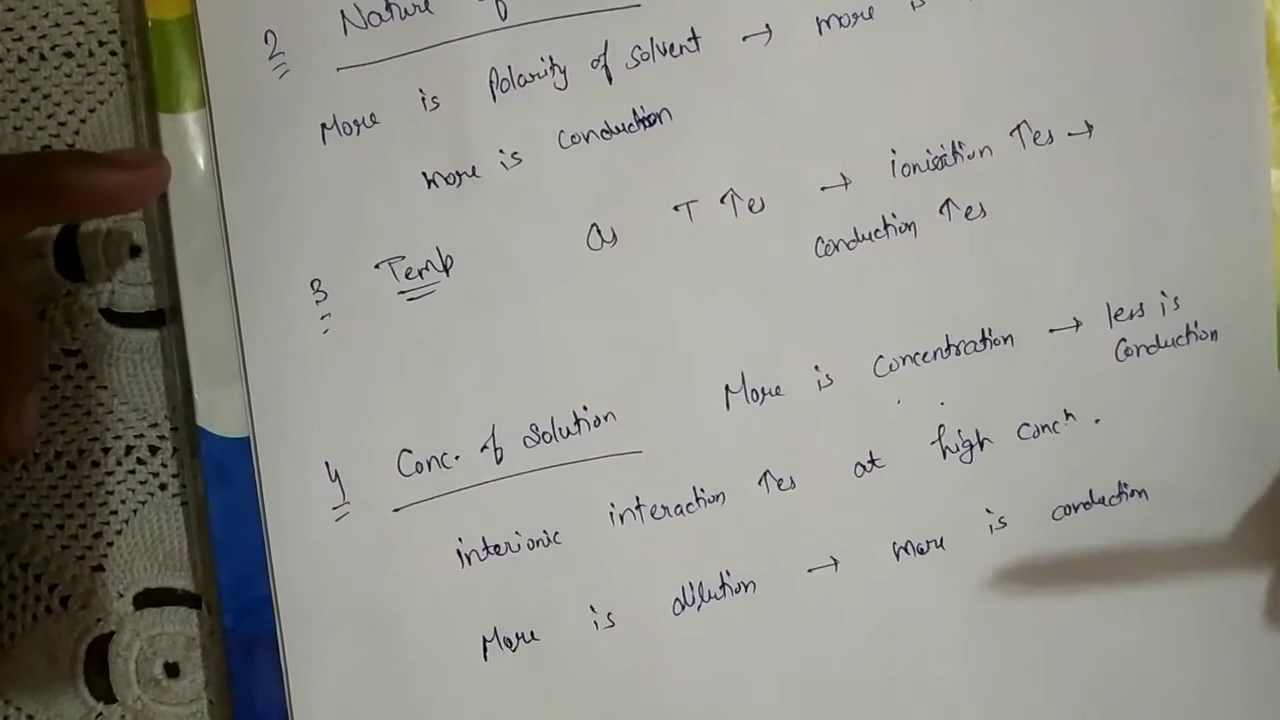 2 Nature of
More is Polarity of solvent → more is
more is conduction
3 Temp as T ↑es → ionisation ↑es →
conduction ↑es
4 Conc. of Solution More is concentration → less is
conduction
interionic interaction ↑es at high concn.
More is dilution → more is conduction